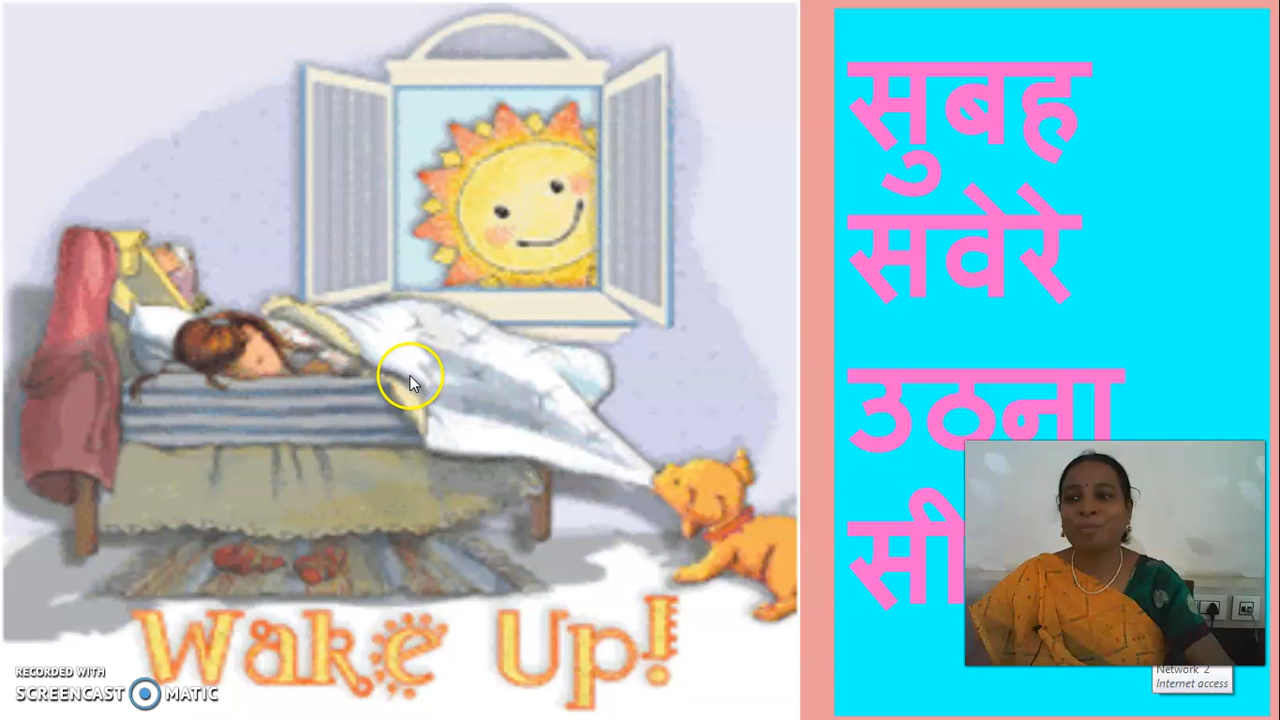 सुबह
सवेरे
उठना
Wake Up!
RECORDED WITH
SCREENCAST MATIC
Network 2
Internet access